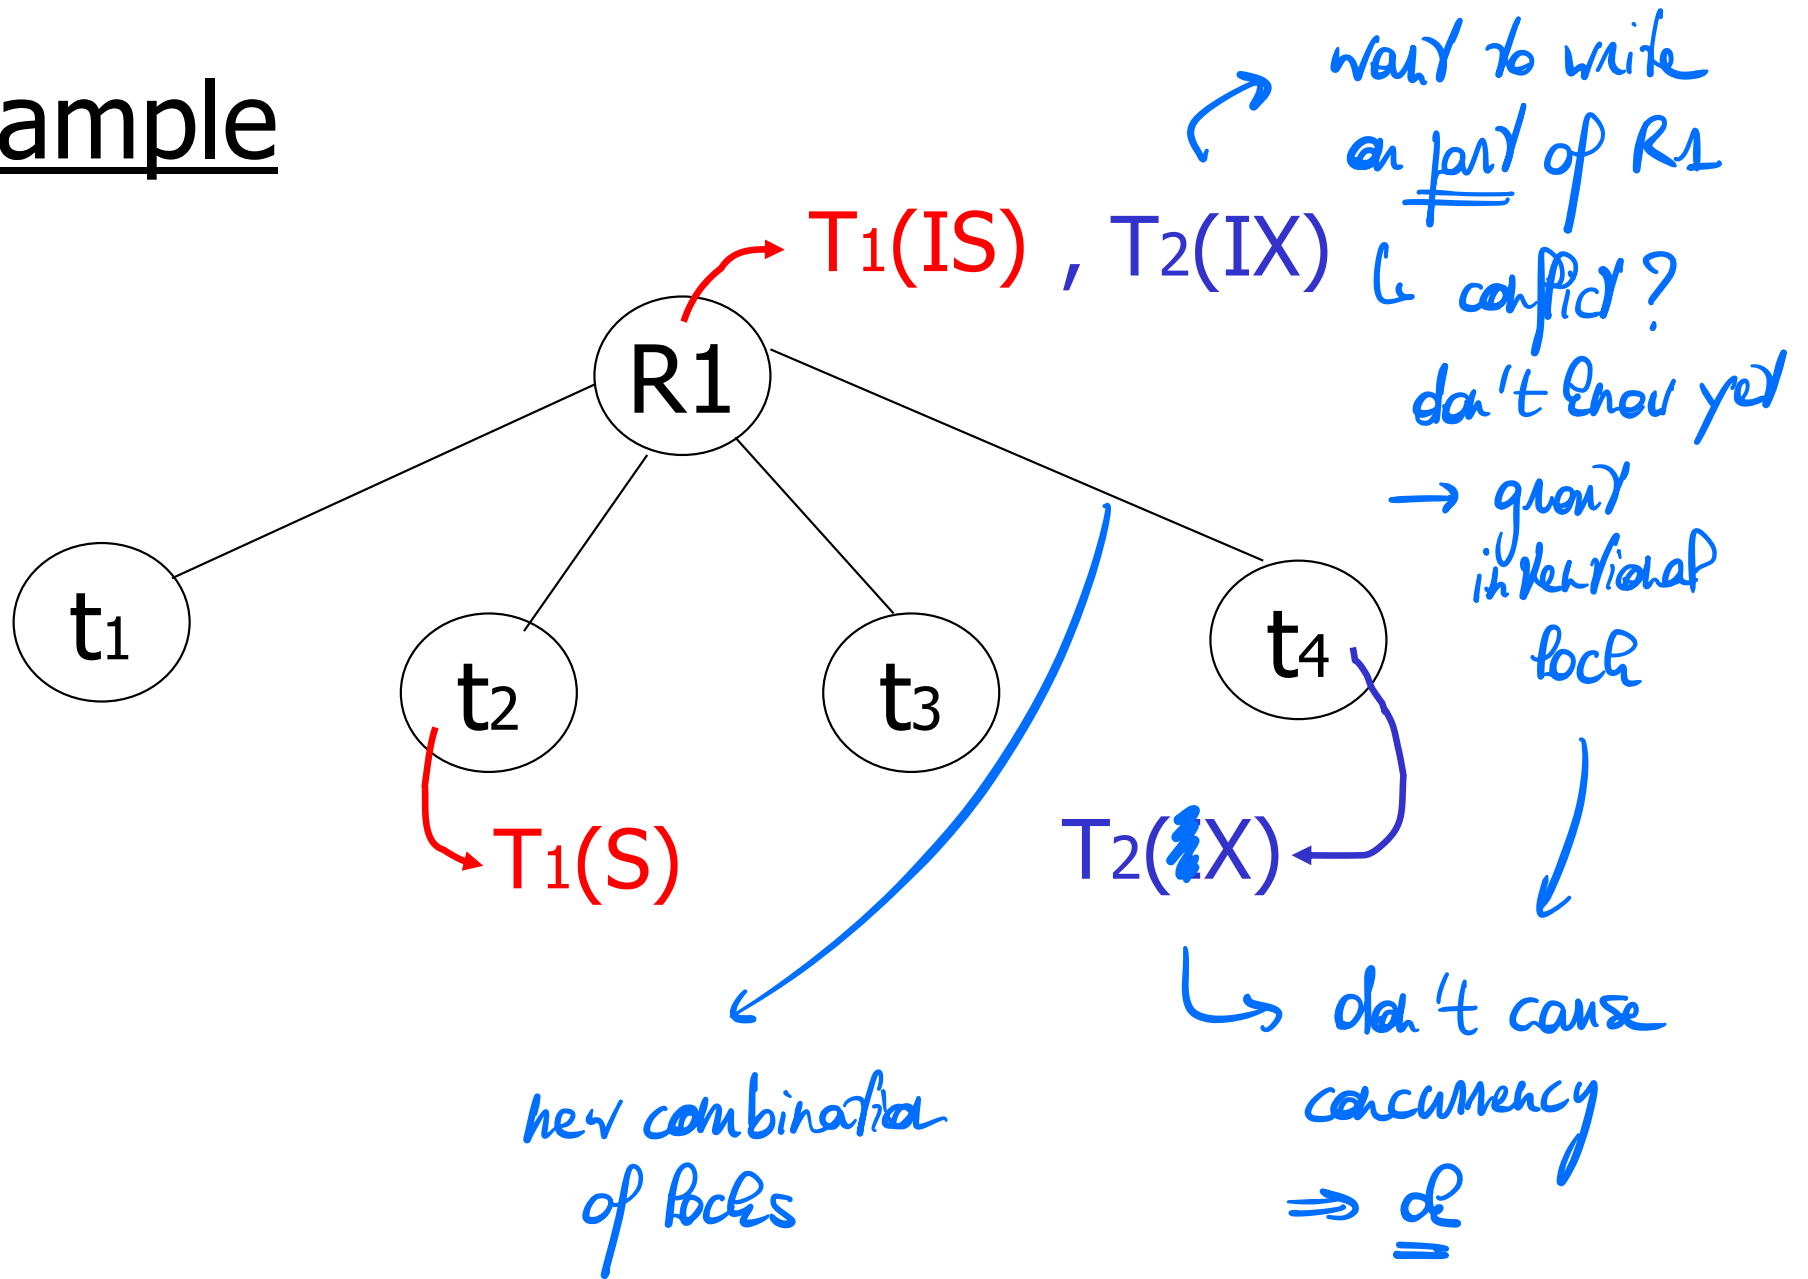 ample
want to write
on part of R1
T1(IS) , T2(IX)
↳ conflict?
R1
don't know yet
→ grant
intentional
lock
t1
t2
t3
t4
T1(S)
T2(X)
don't cause
concurrency
⇒ ok
new combination
of locks